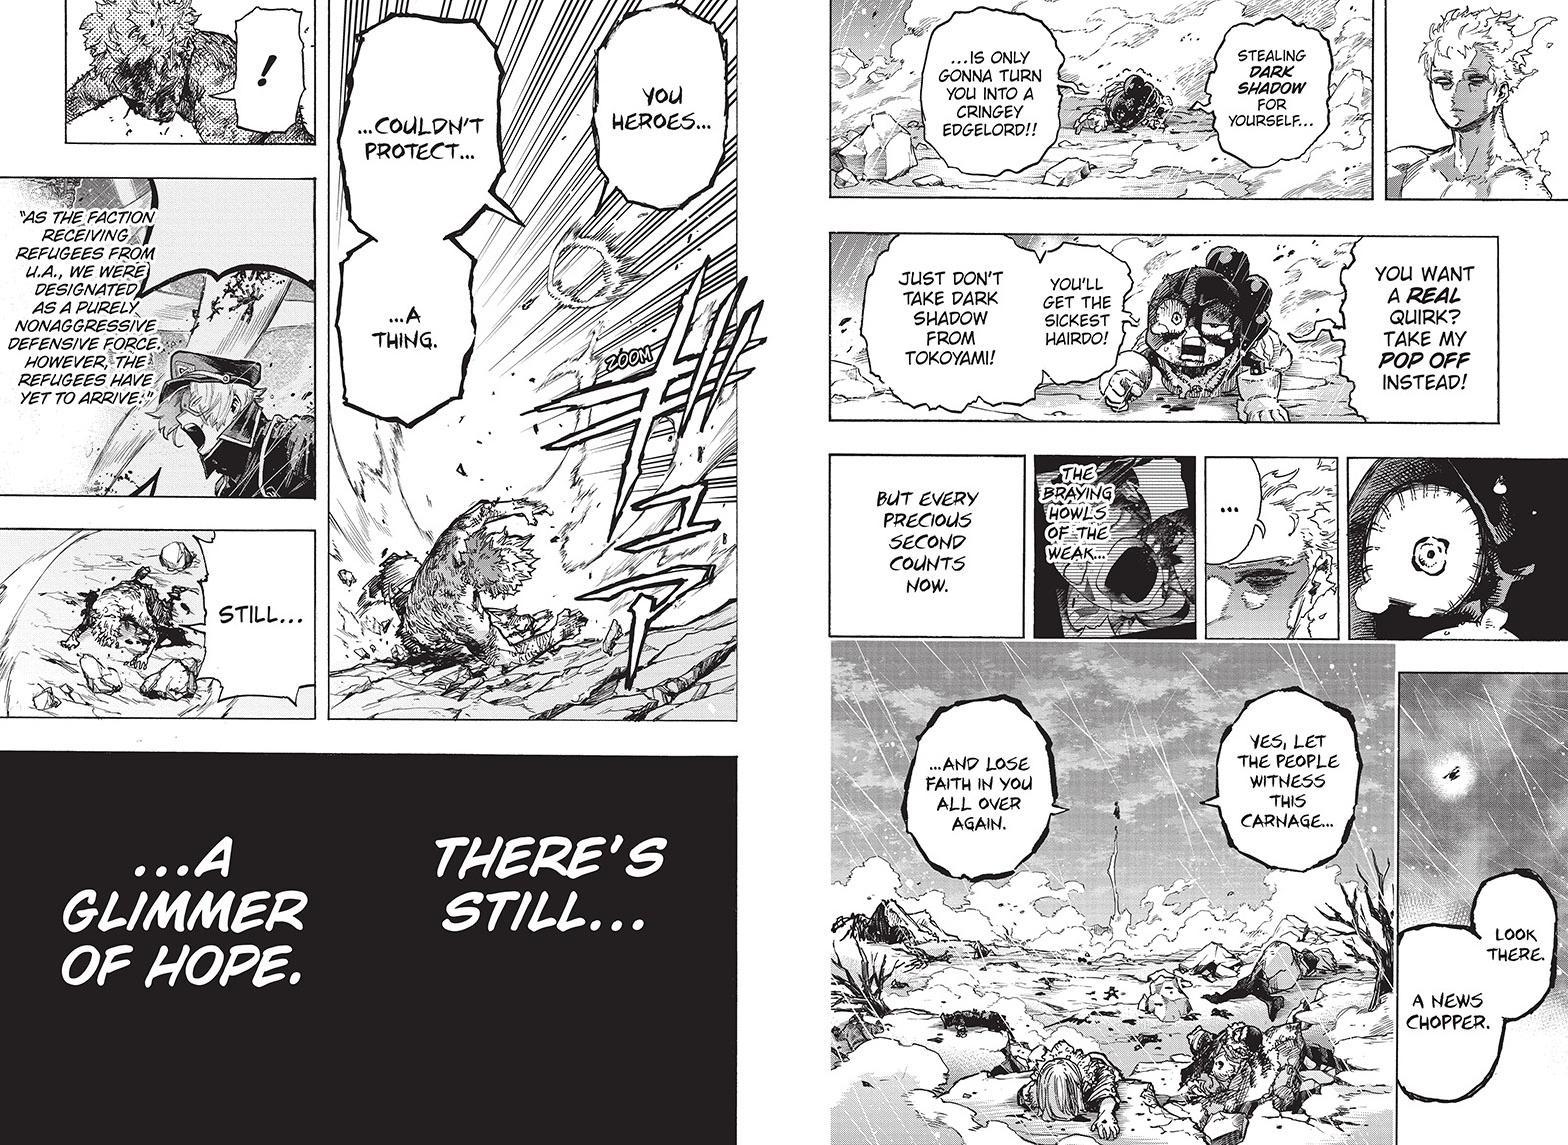 STEALING
DARK
SHADOW
FOR
YOURSELF...
...IS ONLY
GONNA TURN
YOU INTO A
CRINGEY
EDGELORD!!
YOU WANT
A REAL
QUIRK?
TAKE MY
POP OFF
INSTEAD!
YOU'LL
GET THE
SICKEST
HAIRDO!
JUST DON'T
TAKE DARK
SHADOW
FROM
TOKOYAMI!
...
THE
BRAYING
HOWLS
OF THE
WEAK...
BUT EVERY
PRECIOUS
SECOND
COUNTS
NOW.
LOOK
THERE.
A NEWS
CHOPPER.
YES, LET
THE PEOPLE
WITNESS
THIS
CARNAGE...
...AND LOSE
FAITH IN YOU
ALL OVER
AGAIN.
YOU
HEROES...
...COULDN'T
PROTECT...
...A
THING.
ZOOM
ギュア
!
"AS THE FACTION
RECEIVING
REFUGEES FROM
U.A., WE WERE
DESIGNATED
AS A PURELY
NONAGGRESSIVE
DEFENSIVE FORCE.
HOWEVER, THE
REFUGEES HAVE
YET TO ARRIVE."
STILL...
THERE'S
STILL...
...A
GLIMMER
OF HOPE.